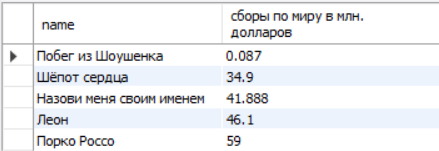 name сборы по миру в млн.
долларов
Побег из Шоушенка 0.087
Шёпот сердца 34.9
Назови меня своим именем 41.888
Леон 46.1
Порко Россо 59